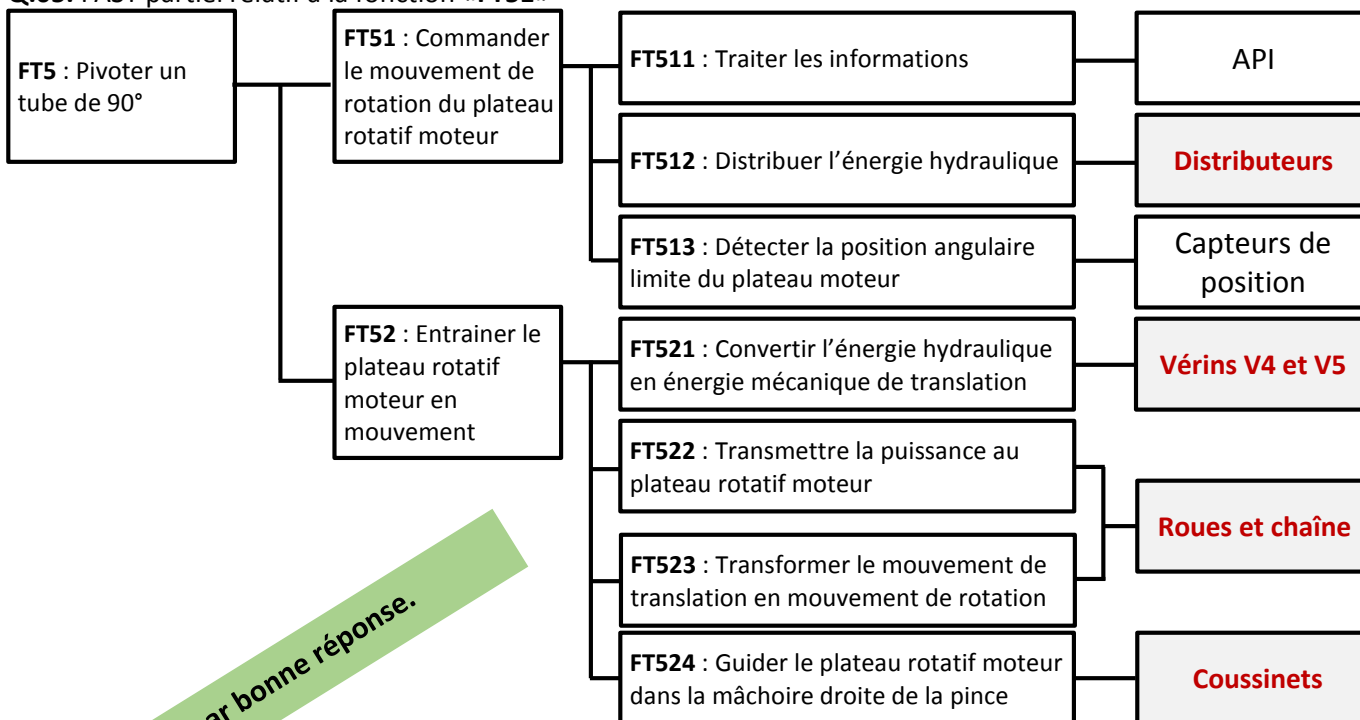 FT5 : Pivoter un
tube de 90°
FT51 : Commander
le mouvement de
rotation du plateau
rotatif moteur
FT511 : Traiter les informations
API
FT512 : Distribuer l’énergie hydraulique
Distributeurs
FT513 : Détecter la position angulaire
limite du plateau moteur
Capteurs de
position
FT52 : Entrainer le
plateau rotatif
moteur en
mouvement
FT521 : Convertir l’énergie hydraulique
en énergie mécanique de translation
Vérins V4 et V5
FT522 : Transmettre la puissance au
plateau rotatif moteur
Roues et chaîne
FT523 : Transformer le mouvement de
translation en mouvement de rotation
FT524 : Guider le plateau rotatif moteur
dans la mâchoire droite de la pince
Coussinets
bonne réponse.